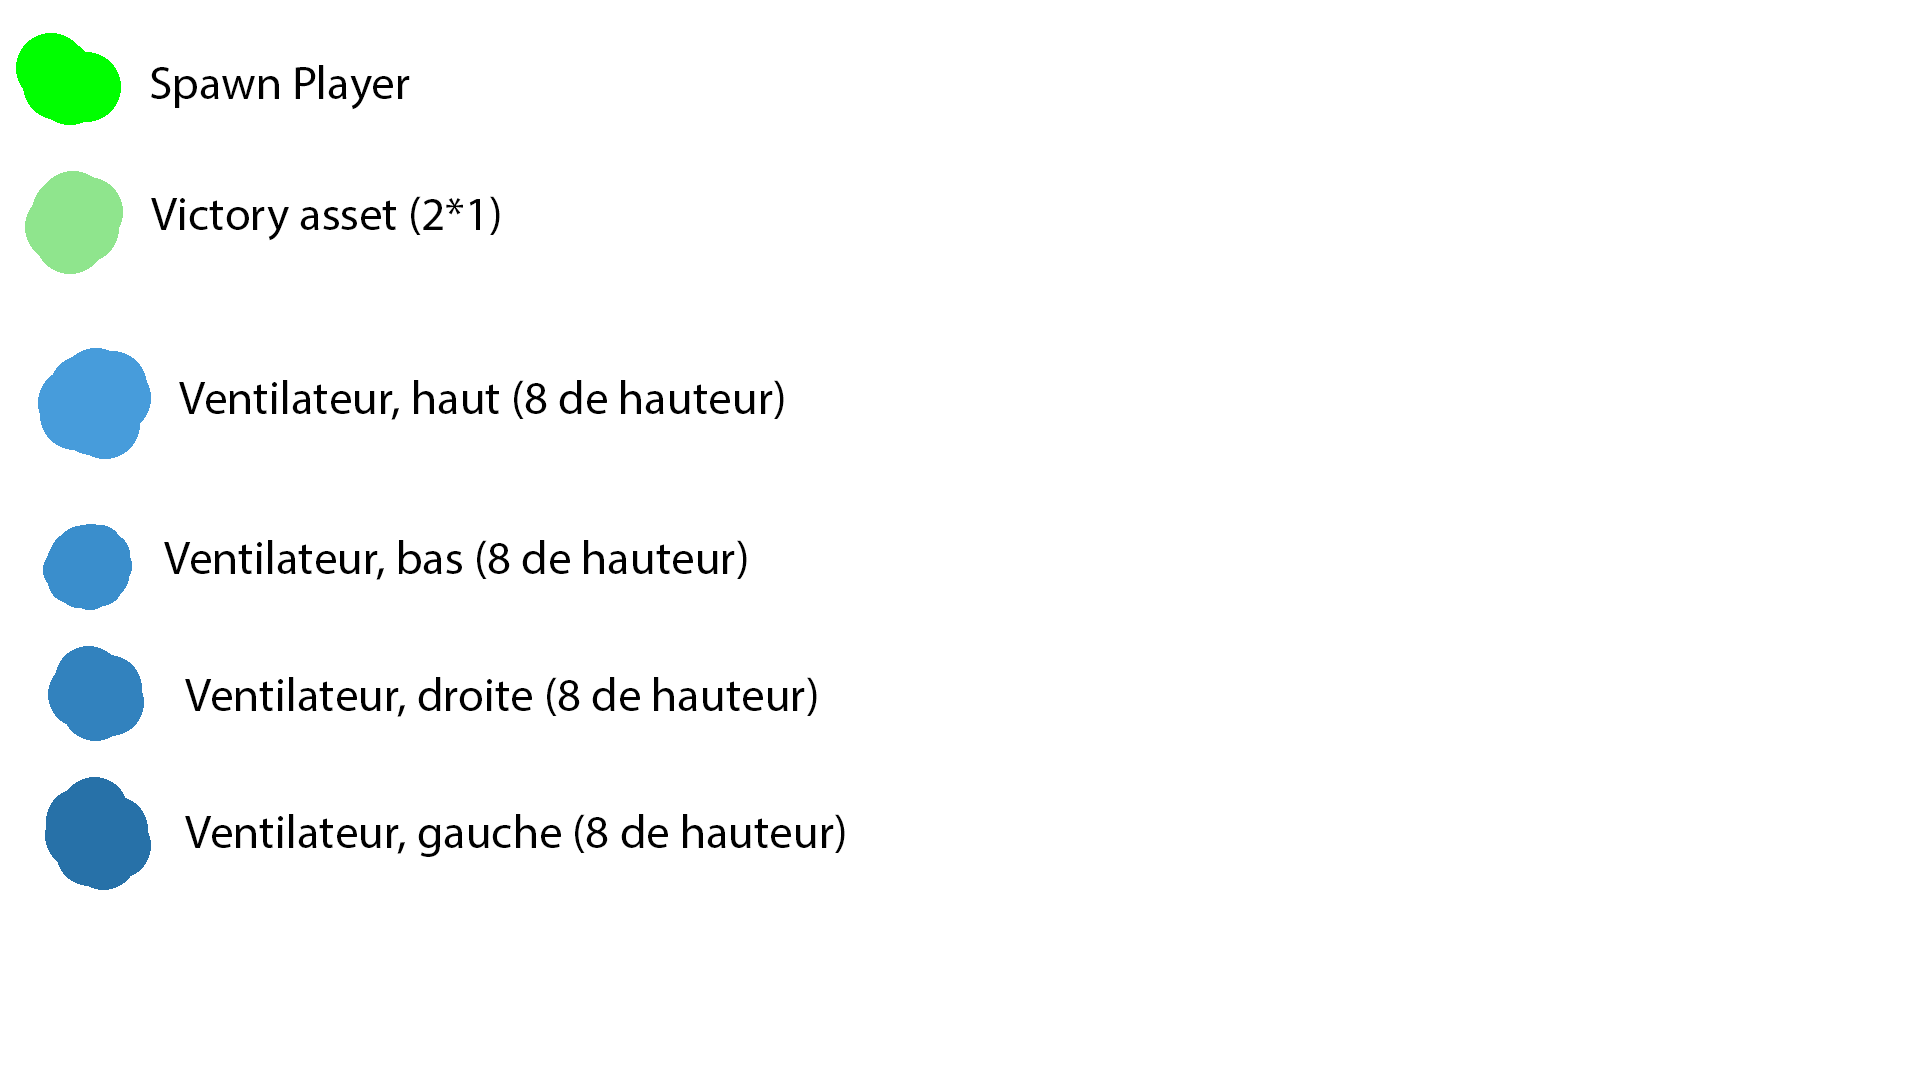 Spawn Player
Victory asset (2*1)
Ventilateur, haut (8 de hauteur)
Ventilateur, bas (8 de hauteur)
Ventilateur, droite (8 de hauteur)
Ventilateur, gauche (8 de hauteur)